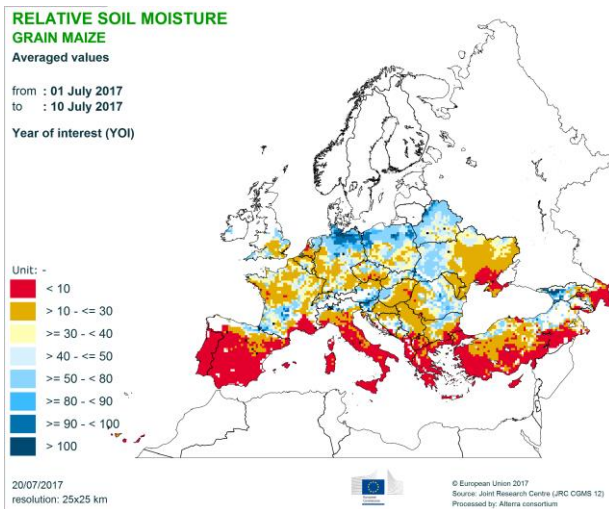 RELATIVE SOIL MOISTURE
GRAIN MAIZE
Averaged values
from : 01 July 2017
to : 10 July 2017
Year of interest (YOI)
Unit: -
< 10
> 10 - <= 30
>= 30 - < 40
> 40 - <= 50
>= 50 - < 80
>= 80 - < 90
>= 90 - < 100
> 100
20/07/2017
resolution: 25x25 km
European
Commission
© European Union 2017
Source: Joint Research Centre (JRC CGMS 12)
Processed by: Alterra consortium